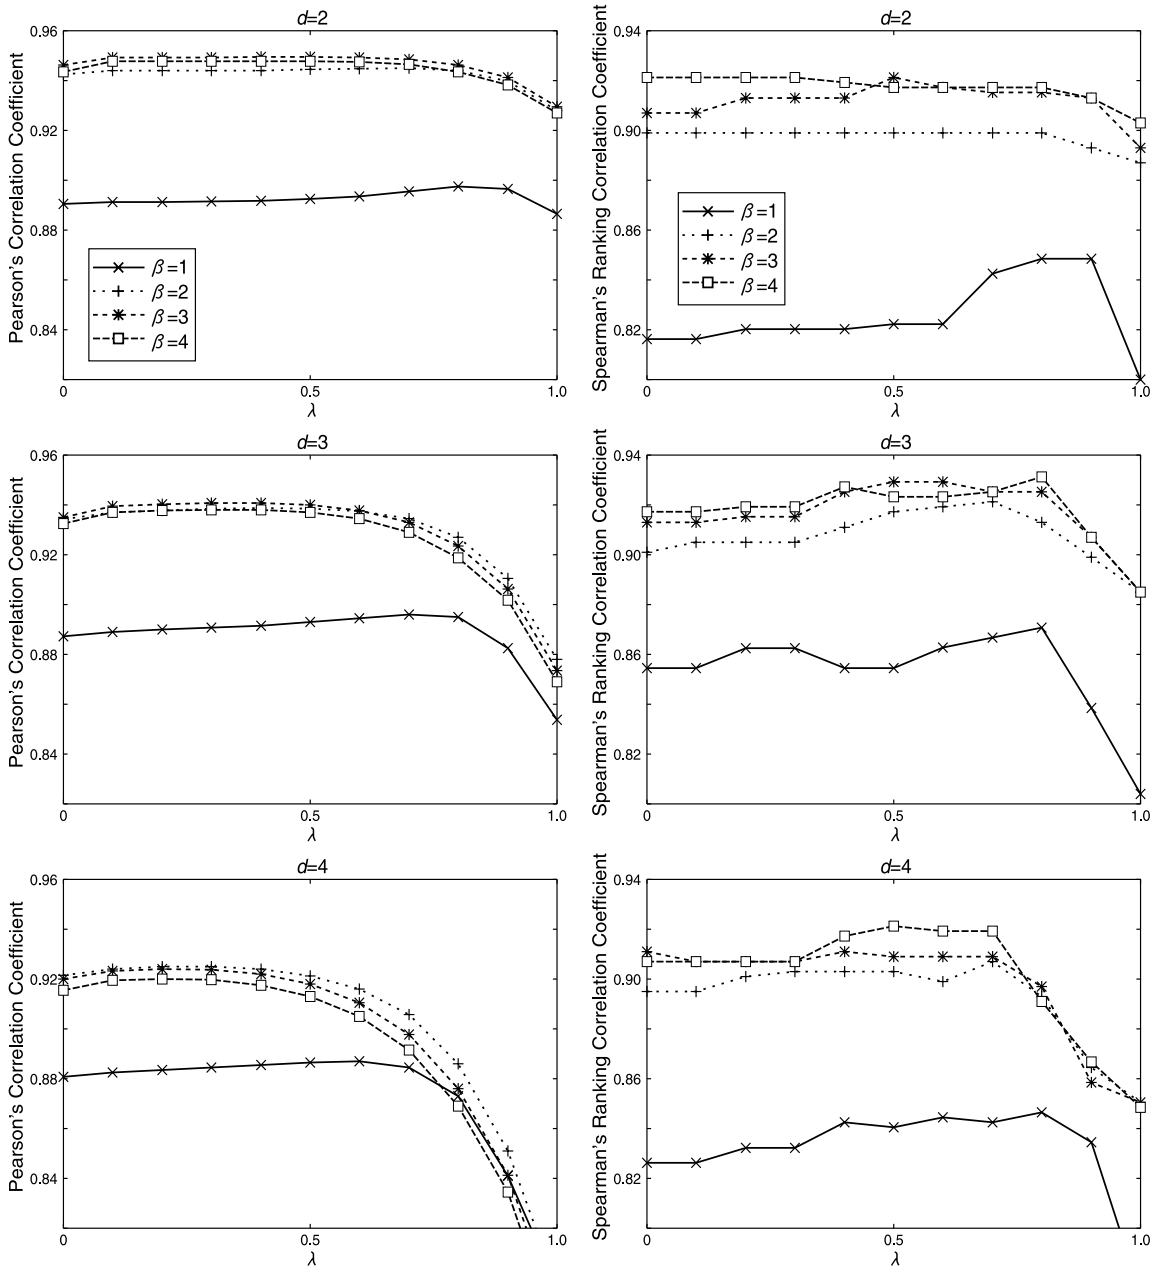 d=2
Pearson's Correlation Coefficient
0.96
0.92
0.88
0.84
β=1
β=2
β=3
β=4
0
0.5
1.0
λ
d=2
Spearman's Ranking Correlation Coefficient
0.94
0.90
0.86
0.82
β=1
β=2
β=3
β=4
0
0.5
1.0
λ
d=3
Pearson's Correlation Coefficient
0.96
0.92
0.88
0.84
0
0.5
1.0
λ
d=3
Spearman's Ranking Correlation Coefficient
0.94
0.90
0.86
0.82
0
0.5
1.0
λ
d=4
Pearson's Correlation Coefficient
0.96
0.92
0.88
0.84
0
0.5
1.0
λ
d=4
Spearman's Ranking Correlation Coefficient
0.94
0.90
0.86
0.82
0
0.5
1.0
λ